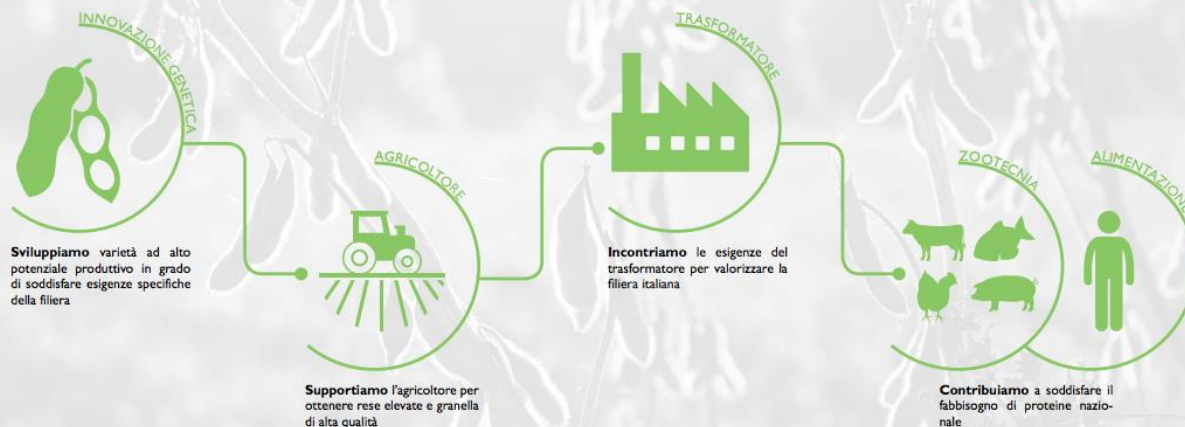 INNOVAZIONE GENETICA
Sviluppiamo varietà ad alto
potenziale produttivo in grado
di soddisfare esigenze specifiche
della filiera
AGRICOLTORE
Supportiamo l'agricoltore per
ottenere rese elevate e granella
di alta qualità
TRASFORMATORE
Incontriamo le esigenze del
trasformatore per valorizzare la
filiera italiana
ZOOTECNIA
ALIMENTAZIONE
Contribuiamo a soddisfare il
fabbisogno di proteine nazio-
nale